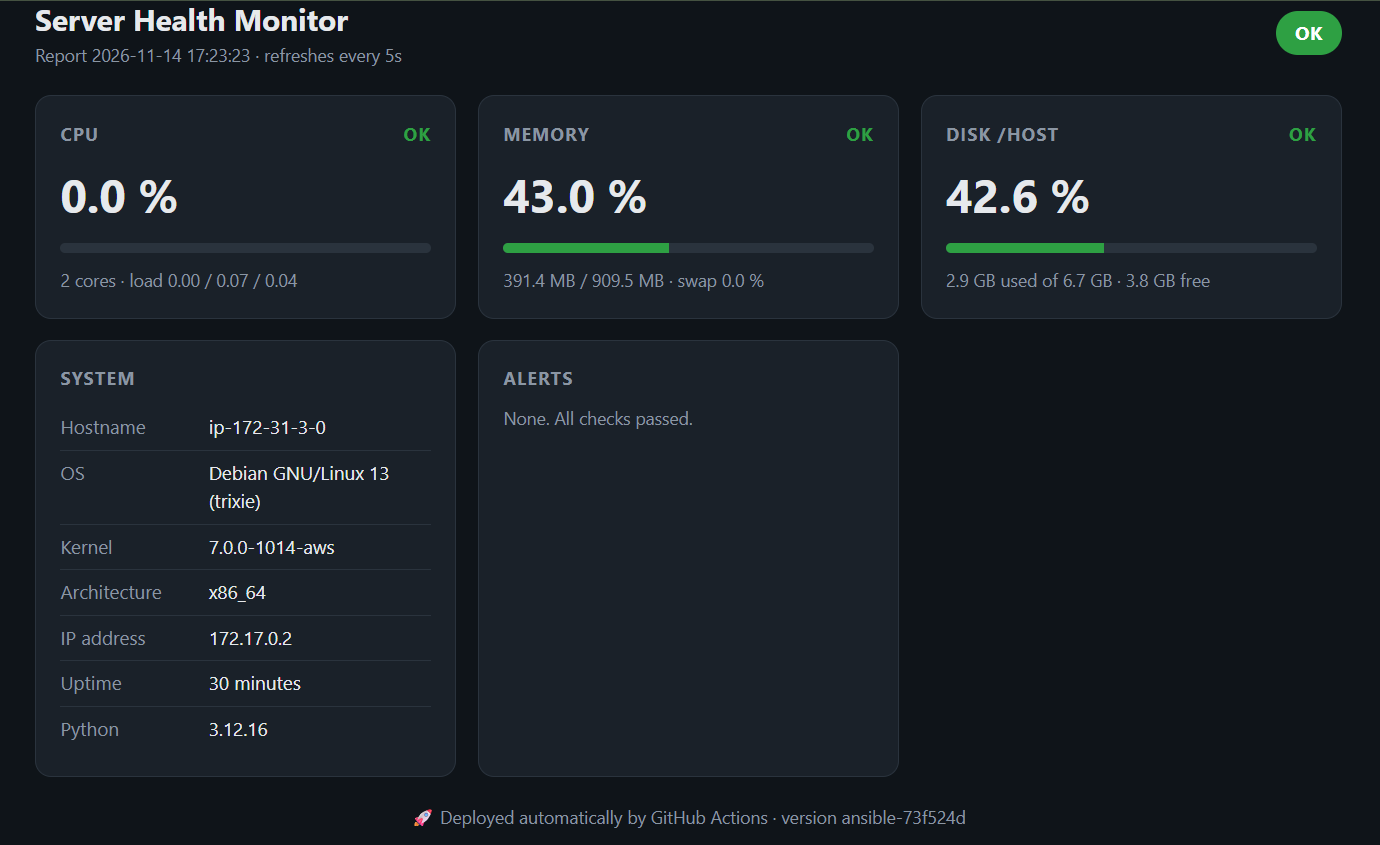 Server Health Monitor
Report 2026-11-14 17:23:23 · refreshes every 5s
OK
CPU OK
0.0 %
2 cores · load 0.00 / 0.07 / 0.04
MEMORY OK
43.0 %
391.4 MB / 909.5 MB · swap 0.0 %
DISK /HOST OK
42.6 %
2.9 GB used of 6.7 GB · 3.8 GB free
SYSTEM
Hostname ip-172-31-3-0
OS Debian GNU/Linux 13
(trixie)
Kernel 7.0.0-1014-aws
Architecture x86_64
IP address 172.17.0.2
Uptime 30 minutes
Python 3.12.16
ALERTS
None. All checks passed.
🚀 Deployed automatically by GitHub Actions · version ansible-73f524d